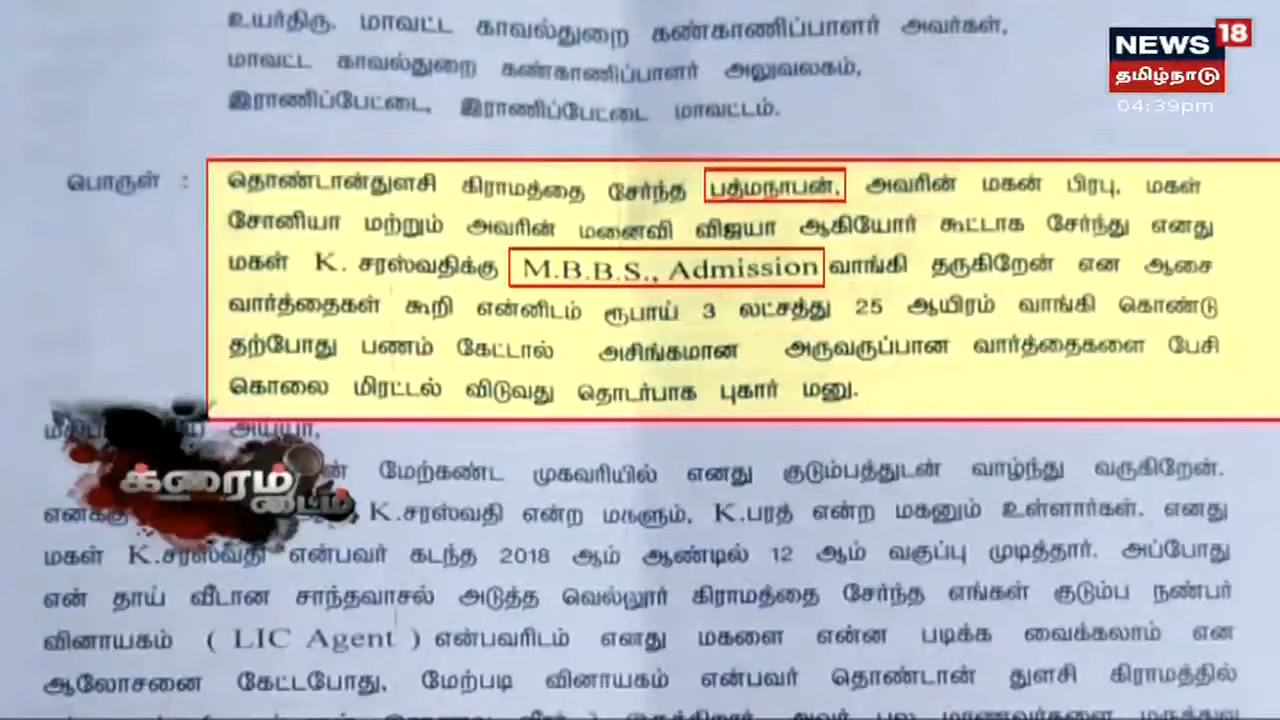 உயர்திரு. மாவட்ட காவல்துறை கண்காணிப்பாளர் அவர்கள்,
மாவட்ட காவல்துறை கண்காணிப்பாளர் அலுவலகம்,
இராணிப்பேட்டை, இராணிப்பேட்டை மாவட்டம்.
NEWS 18
தமிழ்நாடு
04:39pm
பொருள் : தொண்டான்துளசி கிராமத்தை சேர்ந்த பத்மநாபன், அவரின் மகன் பிரபு, மகள்
சோனியா மற்றும் அவரின் மனைவி விஜயா ஆகியோர் கூட்டாக சேர்ந்து எனது
மகள் K. சரஸ்வதிக்கு M.B.B.S., Admission வாங்கி தருகிறேன் என ஆசை
வார்த்தைகள் கூறி என்னிடம் ரூபாய் 3 லட்சத்து 25 ஆயிரம் வாங்கி கொண்டு
தற்போது பணம் கேட்டால் அசிங்கமான அருவருப்பான வார்த்தைகளை பேசி
கொலை மிரட்டல் விடுவது தொடர்பாக புகார் மனு.
அய்யா,
மேற்கண்ட முகவரியில் எனது குடும்பத்துடன் வாழ்ந்து வருகிறேன்.
க்ரைம் டைம்
K.சரஸ்வதி என்ற மகளும், K.பரத் என்ற மகனும் உள்ளார்கள். எனது
மகள் K.சரஸ்வதி என்பவர் கடந்த 2018 ஆம் ஆண்டில் 12 ஆம் வகுப்பு முடித்தார். அப்போது
என் தாய் வீடான சாந்தவாசல் அடுத்த வெல்லூர் கிராமத்தை சேர்ந்த எங்கள் குடும்ப நண்பர்
வினாயகம் ( LIC Agent ) என்பவரிடம் எனது மகளை என்ன படிக்க வைக்கலாம் என
ஆலோசனை கேட்டபோது, மேற்படி வினாயகம் என்பவர் தொண்டான் துளசி கிராமத்தில்